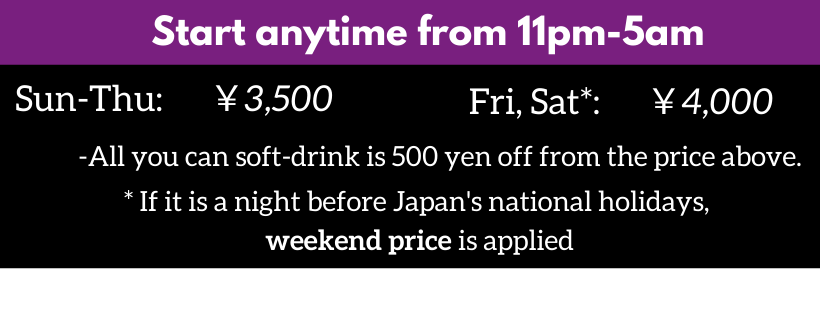 Start anytime from 11pm-5am
Sun-Thu: ¥3,500 Fri, Sat*: ¥4,000
-All you can soft-drink is 500 yen off from the price above.
* If it is a night before Japan's national holidays,
weekend price is applied